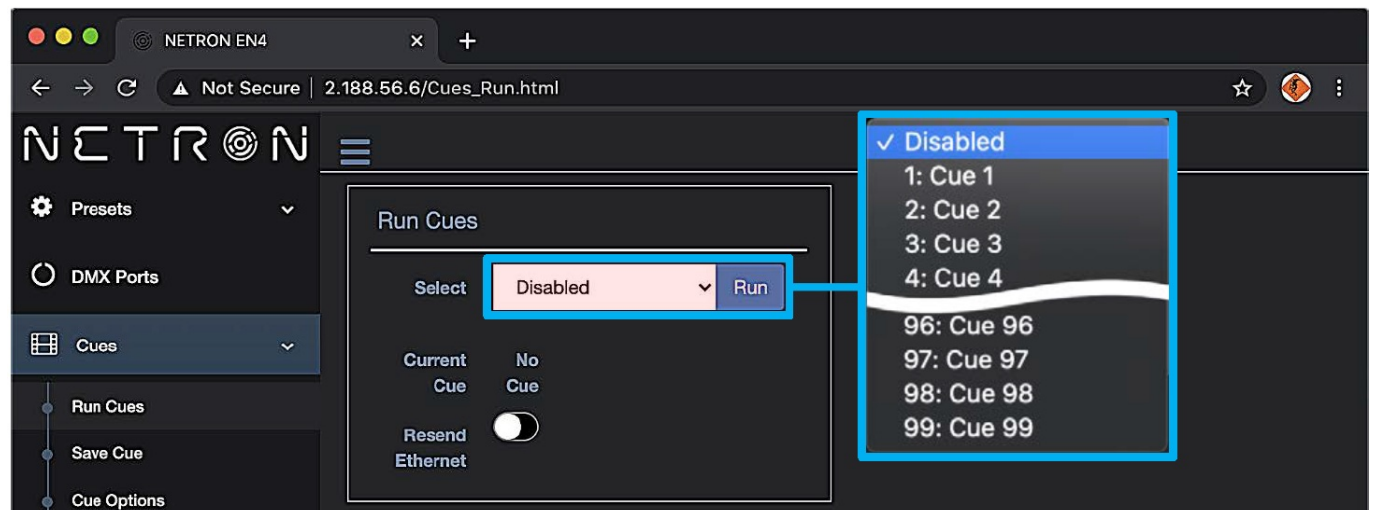 NETRON EN4
Not Secure | 2.188.56.6/Cues_Run.html
NETRON
Presets
DMX Ports
Cues
Run Cues
Save Cue
Cue Options
Run Cues
Select
Disabled
Run
Current
Cue
No
Cue
Resend
Ethernet
✓ Disabled
1: Cue 1
2: Cue 2
3: Cue 3
4: Cue 4
96: Cue 96
97: Cue 97
98: Cue 98
99: Cue 99